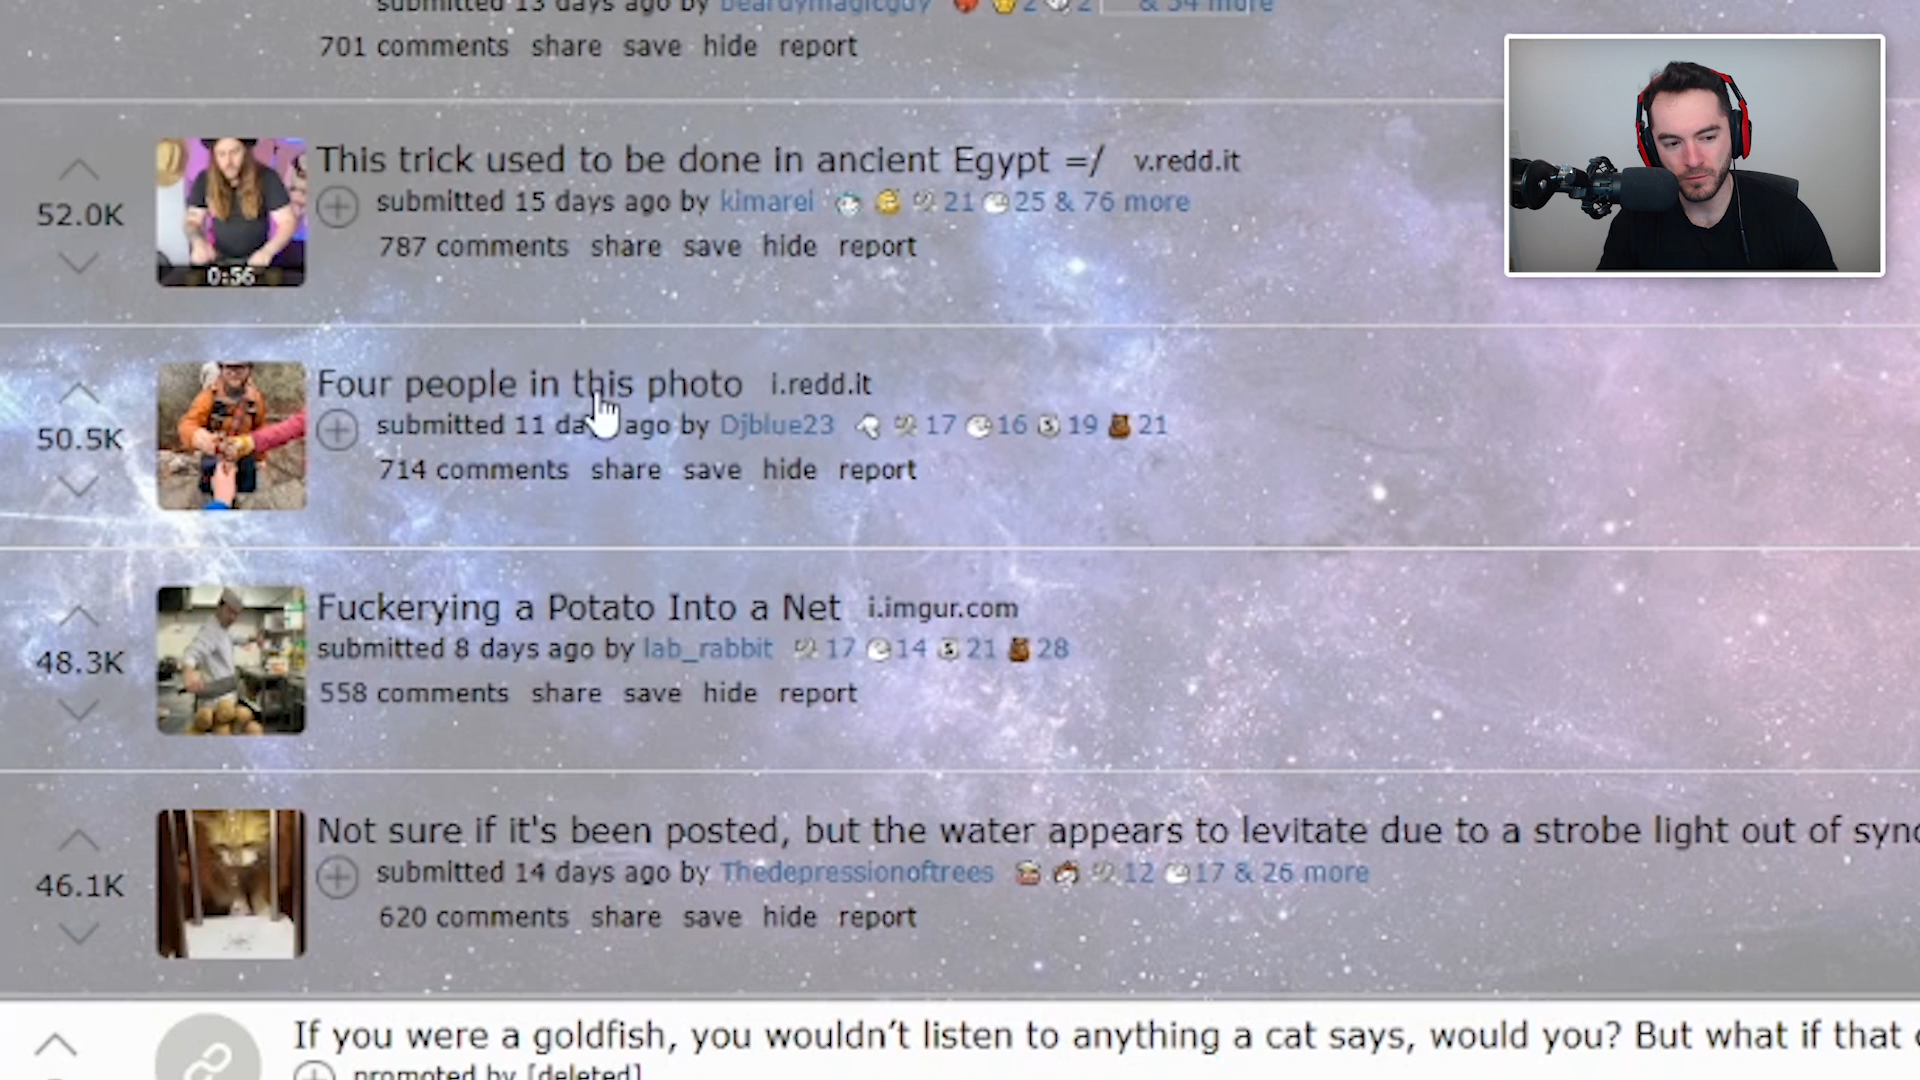 submitted 13 days ago by beardymagicguy 2 2 & 54 more
701 comments share save hide report
This trick used to be done in ancient Egypt =/ v.redd.it
52.0K
submitted 15 days ago by kimarei 21 25 & 76 more
787 comments share save hide report
0:56
Four people in this photo i.redd.it
50.5K
submitted 11 da ago by Djblue23 17 16 19 21
714 comments share save hide report
Fuckerying a Potato Into a Net i.imgur.com
48.3K
submitted 8 days ago by lab_rabbit 17 14 21 28
558 comments share save hide report
Not sure if it's been posted, but the water appears to levitate due to a strobe light out of sync
46.1K
submitted 14 days ago by Thedepressionoftrees 12 17 & 26 more
620 comments share save hide report
If you were a goldfish, you wouldn't listen to anything a cat says, would you? But what if that
promoted by [deleted]